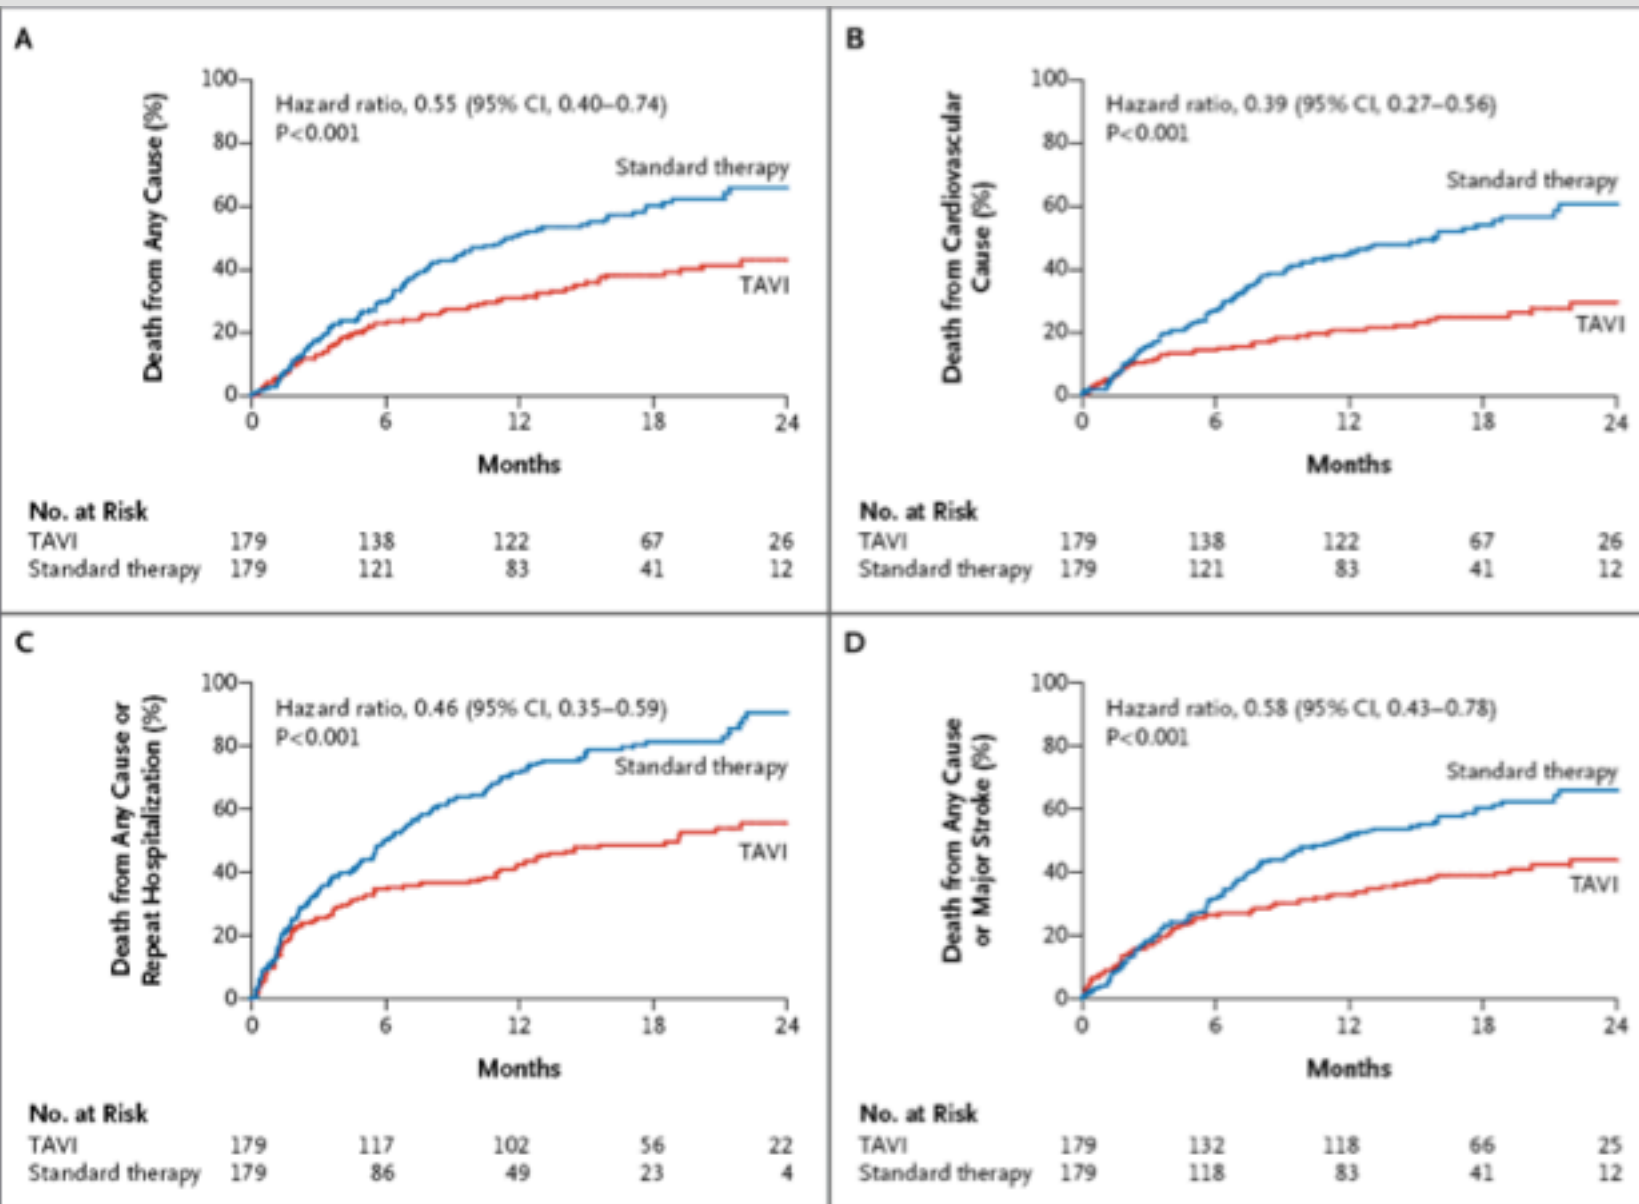 A
Death from Any Cause (%)
100
80
60
40
20
0
Hazard ratio, 0.55 (95% CI, 0.40–0.74)
P<0.001
Standard therapy
TAVI
0 6 12 18 24
Months
No. at Risk
TAVI 179 138 122 67 26
Standard therapy 179 121 83 41 12
B
Death from Cardiovascular
Cause (%)
100
80
60
40
20
0
Hazard ratio, 0.39 (95% CI, 0.27–0.56)
P<0.001
Standard therapy
TAVI
0 6 12 18 24
Months
No. at Risk
TAVI 179 138 122 67 26
Standard therapy 179 121 83 41 12
C
Death from Any Cause or
Repeat Hospitalization (%)
100
80
60
40
20
0
Hazard ratio, 0.46 (95% CI, 0.35–0.59)
P<0.001
Standard therapy
TAVI
0 6 12 18 24
Months
No. at Risk
TAVI 179 117 102 56 22
Standard therapy 179 86 49 23 4
D
Death from Any Cause
or Major Stroke (%)
100
80
60
40
20
0
Hazard ratio, 0.58 (95% CI, 0.43–0.78)
P<0.001
Standard therapy
TAVI
0 6 12 18 24
Months
No. at Risk
TAVI 179 132 118 66 25
Standard therapy 179 118 83 41 12